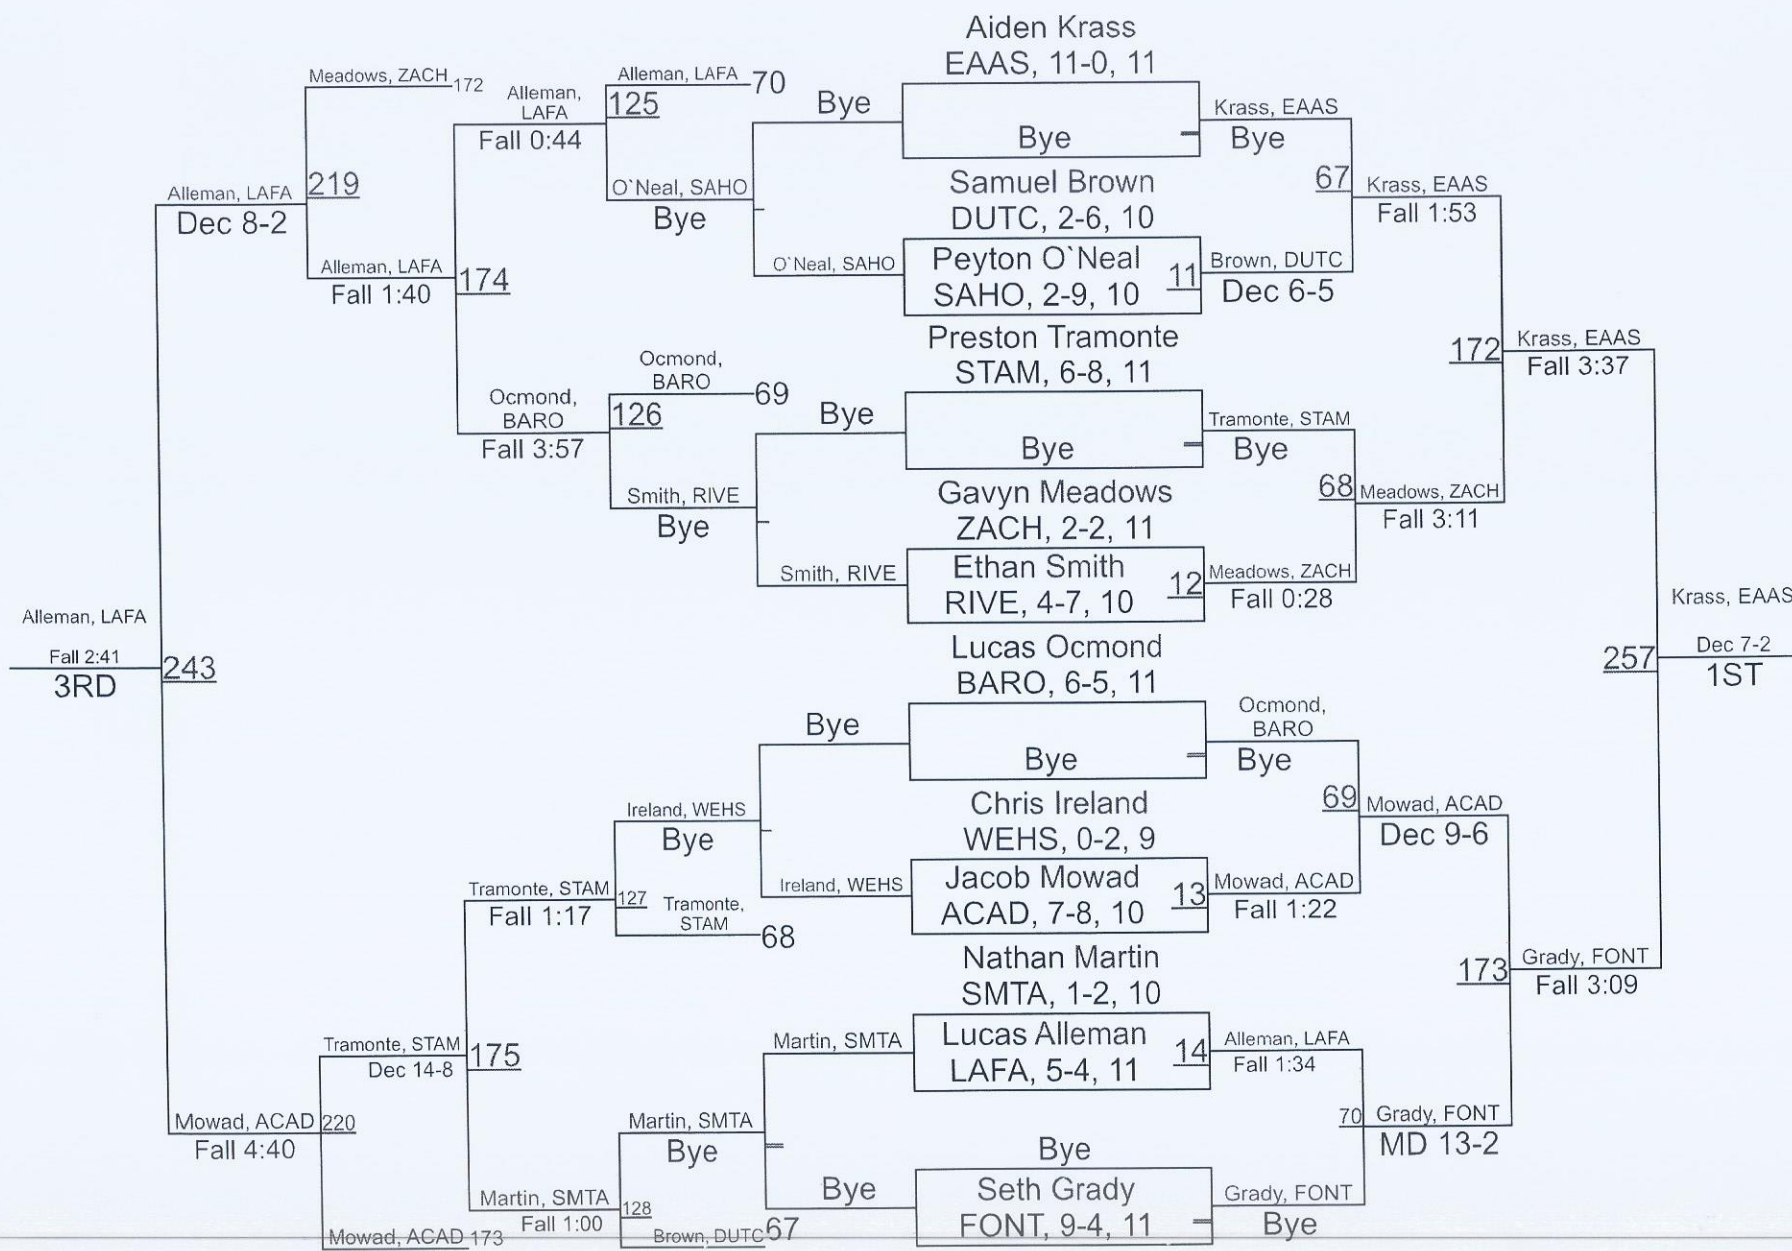 Aiden Krass
EAAS, 11-0, 11
Bye
Samuel Brown
DUTC, 2-6, 10
Peyton O`Neal
SAHO, 2-9, 10
11
Preston Tramonte
STAM, 6-8, 11
Bye
Gavyn Meadows
ZACH, 2-2, 11
Ethan Smith
RIVE, 4-7, 10
12
Lucas Ocmond
BARO, 6-5, 11
Bye
Chris Ireland
WEHS, 0-2, 9
Jacob Mowad
ACAD, 7-8, 10
13
Nathan Martin
SMTA, 1-2, 10
Lucas Alleman
LAFA, 5-4, 11
14
Bye
Seth Grady
FONT, 9-4, 11
Krass, EAAS
Bye
67
Brown, DUTC
Dec 6-5
Tramonte, STAM
Bye
68
Meadows, ZACH
Fall 0:28
Ocmond,
BARO
Bye
69
Mowad, ACAD
Fall 1:22
Alleman, LAFA
Fall 1:34
70
Grady, FONT
Bye
Krass, EAAS
Fall 1:53
172
Meadows, ZACH
Fall 3:11
Mowad, ACAD
Dec 9-6
173
Grady, FONT
MD 13-2
Krass, EAAS
Fall 3:37
257
Grady, FONT
Fall 3:09
Krass, EAAS
Dec 7-2
1ST
Bye
O`Neal, SAHO
Bye
Smith, RIVE
Bye
Ireland, WEHS
Martin, SMTA
Bye
Alleman, LAFA 70
125
O`Neal, SAHO
Bye
Ocmond,
BARO
69
126
Smith, RIVE
Bye
Ireland, WEHS
Bye
127
Tramonte,
STAM
68
Martin, SMTA
Bye
128
Brown, DUTC 67
Alleman,
LAFA
Fall 0:44
174
Ocmond,
BARO
Fall 3:57
Tramonte, STAM
Fall 1:17
175
Martin, SMTA
Fall 1:00
Meadows, ZACH 172
219
Alleman, LAFA
Fall 1:40
Tramonte, STAM
Dec 14-8
220
Mowad, ACAD 173
Alleman, LAFA
Dec 8-2
243
Mowad, ACAD
Fall 4:40
Alleman, LAFA
Fall 2:41
3RD